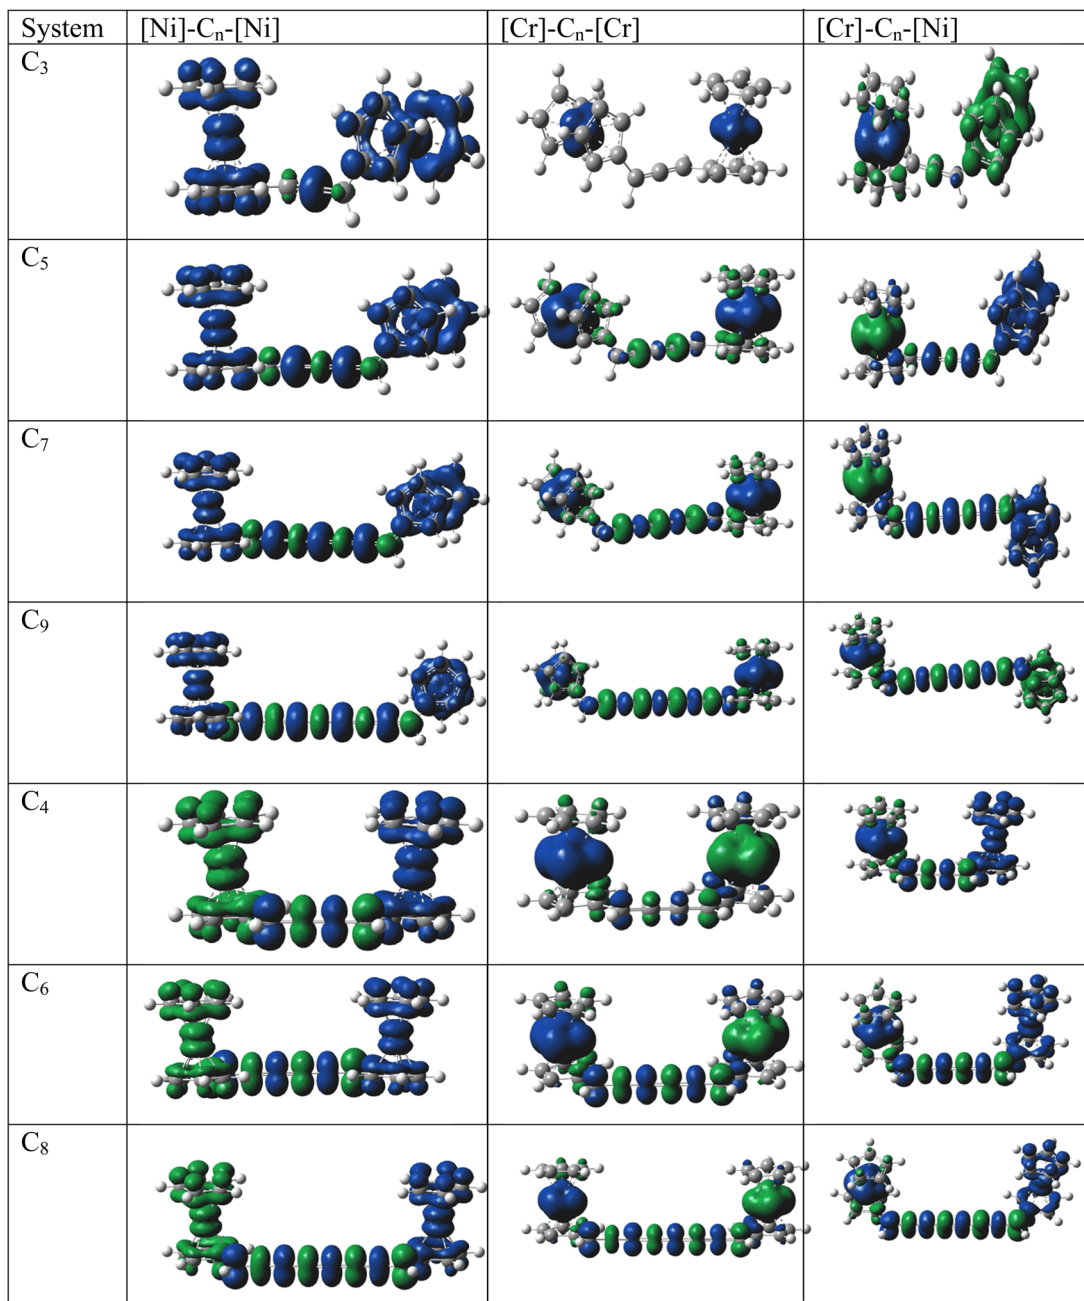 System [Ni]-Cₙ-[Ni] [Cr]-Cₙ-[Cr] [Cr]-Cₙ-[Ni]
C₃
C₅
C₇
C₉
C₄
C₆
C₈